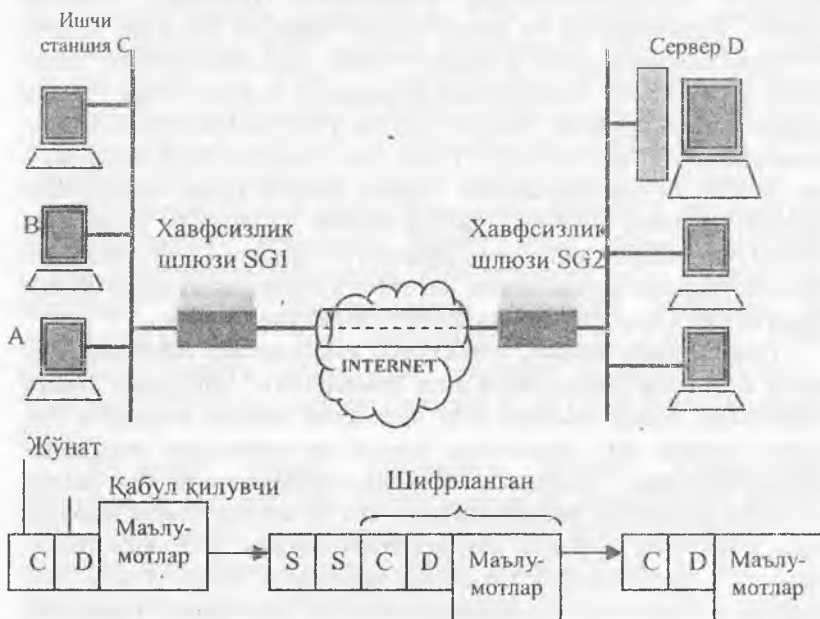 Ишчи
станция C
Сервер D
B
Хавфсизлик
шлюзи SG1
Хавфсизлик
шлюзи SG2
A
INTERNET
Жўнат
Қабул қилувчи
Шифрланган
C D Маълу-
мотлар
S S C D Маълу-
мотлар
C D Маълу-
мотлар